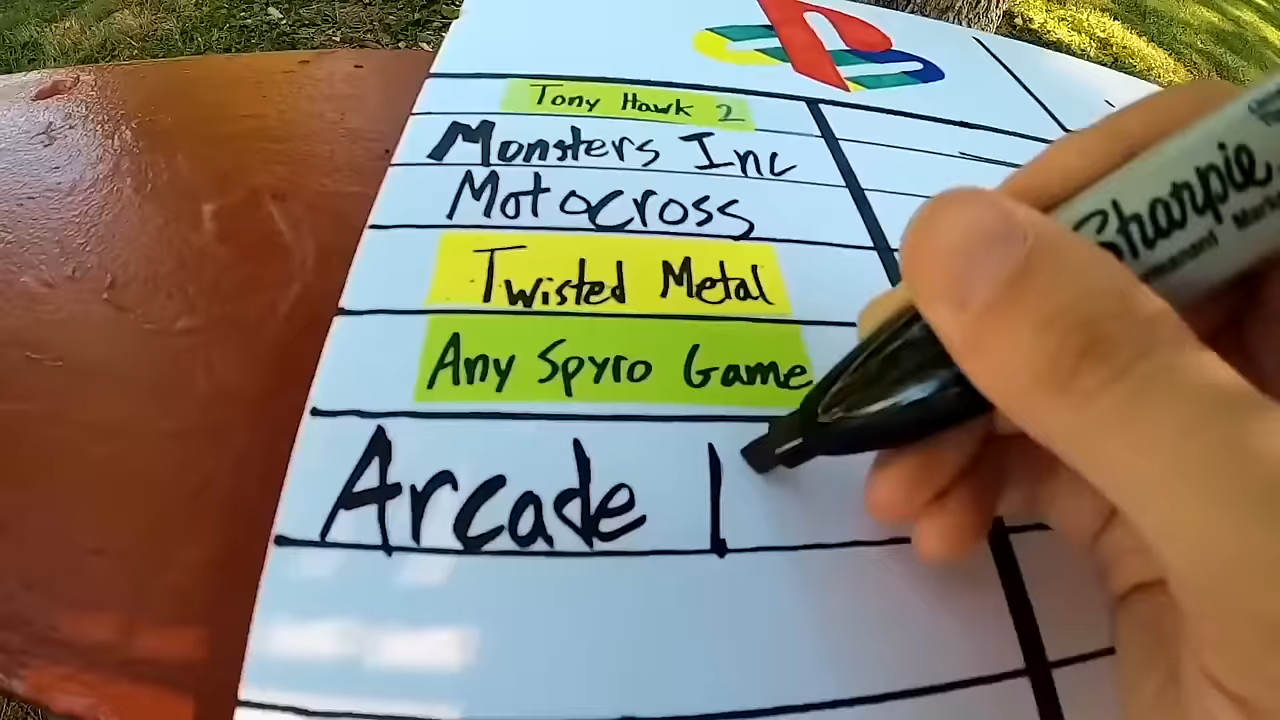 Tony Hawk 2
Monsters Inc
Motocross
Twisted Metal
Any Spyro Game
Arcade
Sharpie